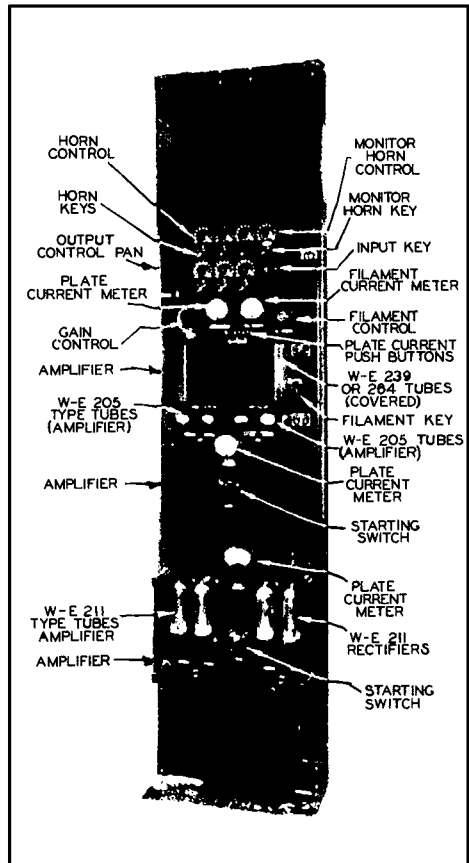 HORN
CONTROL
HORN
KEYS
OUTPUT
CONTROL PAN
PLATE
CURRENT METER
GAIN
CONTROL
AMPLIFIER
W-E 205
TYPE TUBES
(AMPLIFIER)
AMPLIFIER
W-E 211
TYPE TUBES
AMPLIFIER
AMPLIFIER
MONITOR
HORN
CONTROL
MONITOR
HORN KEY
INPUT KEY
FILAMENT
CURRENT METER
FILAMENT
CONTROL
PLATE CURRENT
PUSH BUTTONS
W-E 239
OR 264 TUBES
(COVERED)
FILAMENT KEY
W-E 205 TUBES
(AMPLIFIER)
PLATE
CURRENT
METER
STARTING
SWITCH
PLATE
CURRENT
METER
W-E 211
RECTIFIERS
STARTING
SWITCH